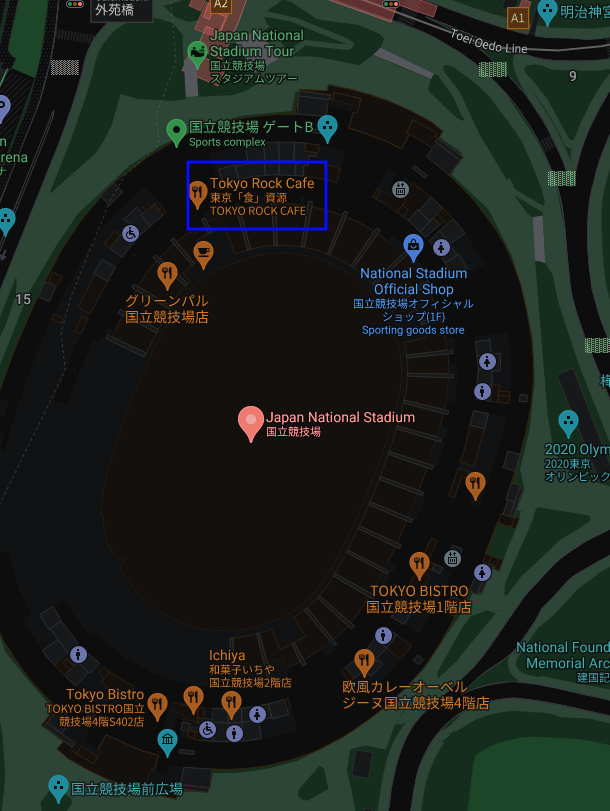 A2
外苑橋
A1
明治神宮
Japan National
Stadium Tour
国立競技場
スタジアムツアー
Toei Oedo Line
9
国立競技場 ゲートB
Sports complex
Tokyo Rock Cafe
東京「食」資源
TOKYO ROCK CAFE
15
グリーンパル
国立競技場店
National Stadium
Official Shop
国立競技場オフィシャル
ショップ(1F)
Sporting goods store
Japan National Stadium
国立競技場
2020 Olym
2020東京
オリンピック
TOKYO BISTRO
国立競技場1階店
National Found
Memorial Arc
建国記
Ichiya
和菓子いちや
国立競技場2階店
欧風カレーオーベル
ジーヌ国立競技場4階店
Tokyo Bistro
TOKYO BISTRO国立
競技場4階S402店
国立競技場前広場